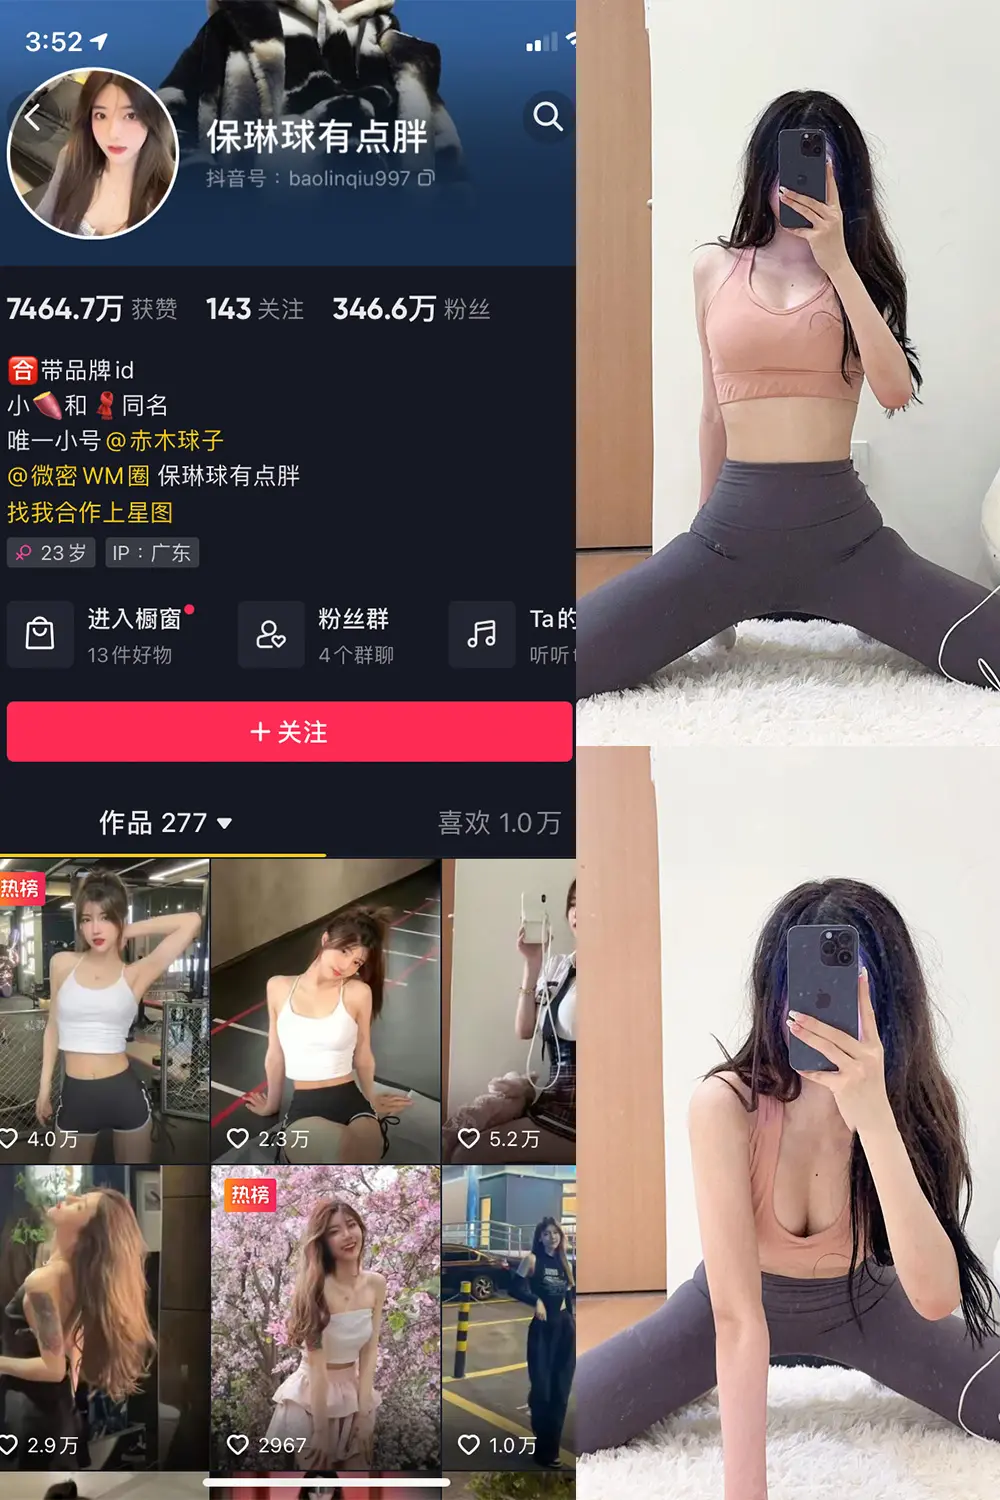 3:52
保琳球有点胖
抖音号：baolinqiu997
7464.7万 获赞 143 关注 346.6万 粉丝
合 带品牌id
小🍠和🧣同名
唯一小号@赤木球子
@微密WM圈 保琳球有点胖
找我合作上星图
23岁 IP：广东
进入橱窗 粉丝群 Ta的
13件好物 4个群聊 听听
+关注
作品 277 喜欢 1.0万
热榜
4.0万 2.3万 5.2万
热榜
2.9万 2967 1.0万